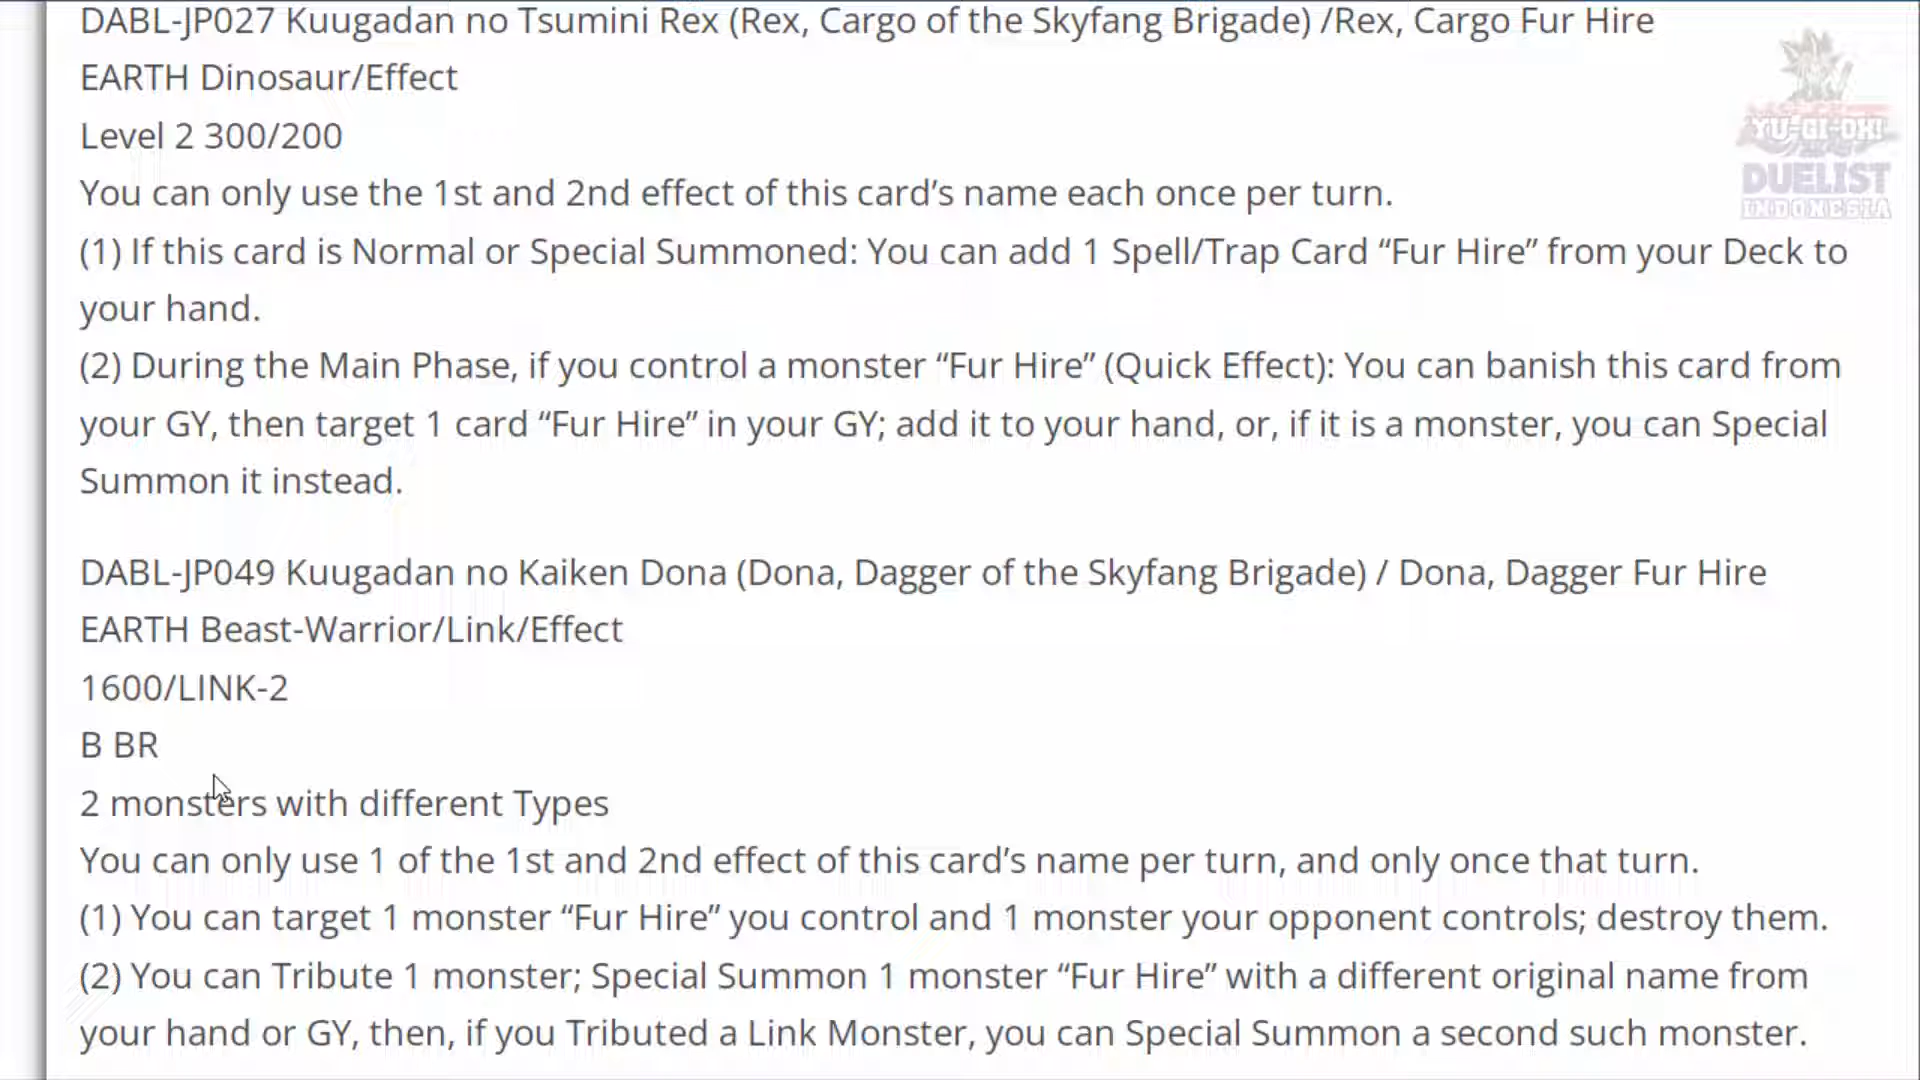 DABL-JP027 Kuugadan no Tsumini Rex (Rex, Cargo of the Skyfang Brigade) /Rex, Cargo Fur Hire
EARTH Dinosaur/Effect
Level 2 300/200
You can only use the 1st and 2nd effect of this card’s name each once per turn.
(1) If this card is Normal or Special Summoned: You can add 1 Spell/Trap Card “Fur Hire” from your Deck to
your hand.
(2) During the Main Phase, if you control a monster “Fur Hire” (Quick Effect): You can banish this card from
your GY, then target 1 card “Fur Hire” in your GY; add it to your hand, or, if it is a monster, you can Special
Summon it instead.
DABL-JP049 Kuugadan no Kaiken Dona (Dona, Dagger of the Skyfang Brigade) / Dona, Dagger Fur Hire
EARTH Beast-Warrior/Link/Effect
1600/LINK-2
B BR
2 monsters with different Types
You can only use 1 of the 1st and 2nd effect of this card’s name per turn, and only once that turn.
(1) You can target 1 monster “Fur Hire” you control and 1 monster your opponent controls; destroy them.
(2) You can Tribute 1 monster; Special Summon 1 monster “Fur Hire” with a different original name from
your hand or GY, then, if you Tributed a Link Monster, you can Special Summon a second such monster.
YU-GI-OH!
DUELIST
INDONESIA